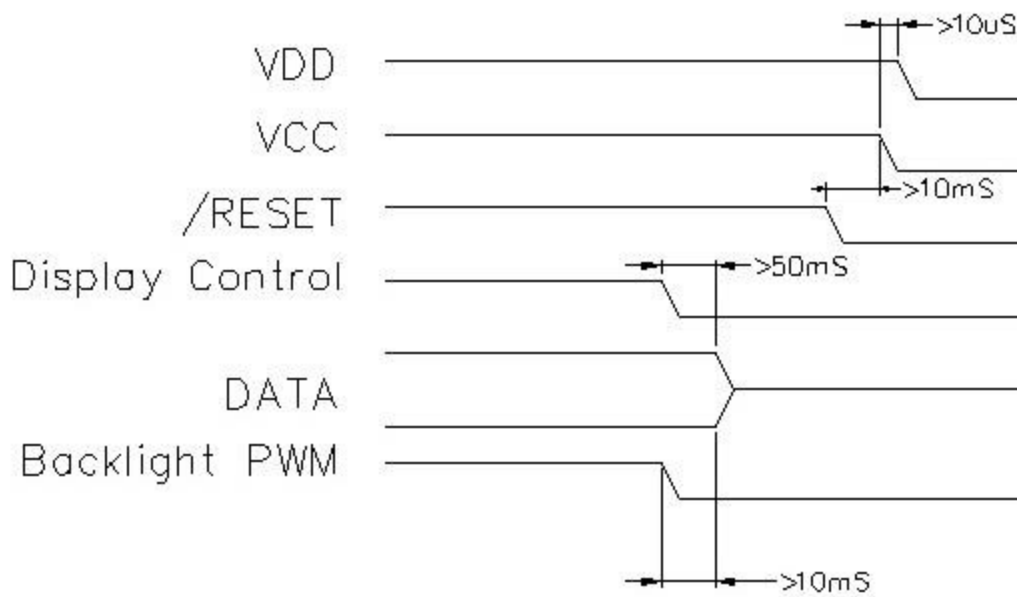 >10uS
VDD
VCC
>10mS
/RESET
Display Control
>50mS
DATA
Backlight PWM
>10mS